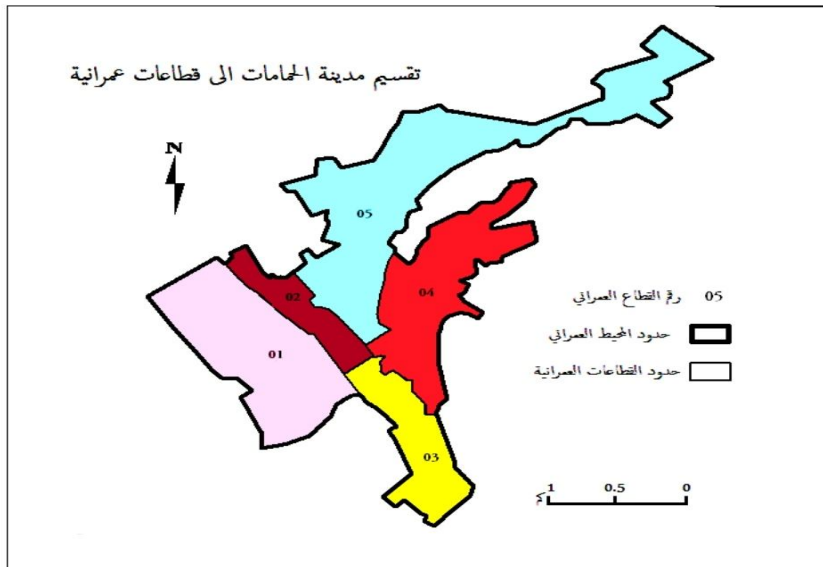 تقسيم مدينة الحمامات الى قطاعات عمرانية
N
05
04
02
01
03
05 رقم القطاع العمراني
حدود المحيط العمراني
حدود القطاعات العمرانية
0 0.5 1 كم